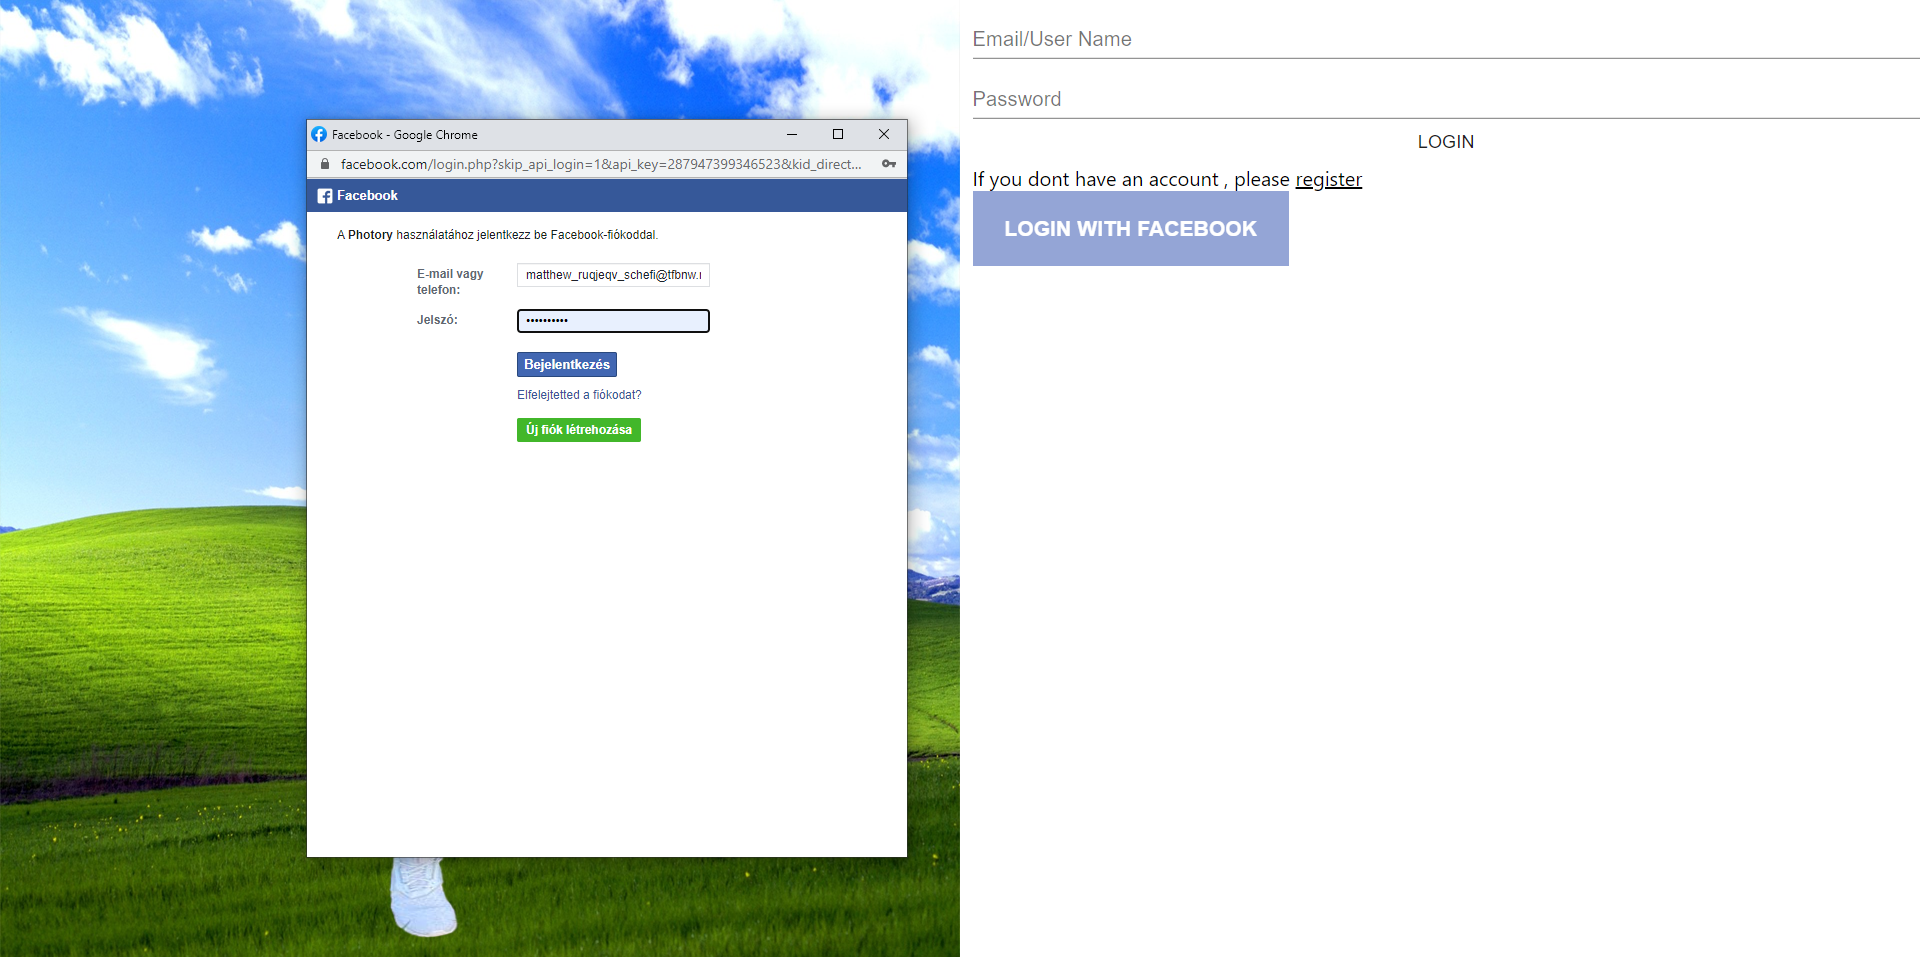 Facebook - Google Chrome
facebook.com/login.php?skip_api_login=1&api_key=287947399346523&kid_direct...
Facebook
A Photory használatához jelentkezz be Facebook-fiókoddal.
E-mail vagy telefon:
matthew_ruqjeqv_schefi@tfbnw.
Jelszó:
••••••••••
Bejelentkezés
Elfelejtetted a fiókodat?
Új fiók létrehozása
Email/User Name
Password
LOGIN
If you dont have an account , please register
LOGIN WITH FACEBOOK